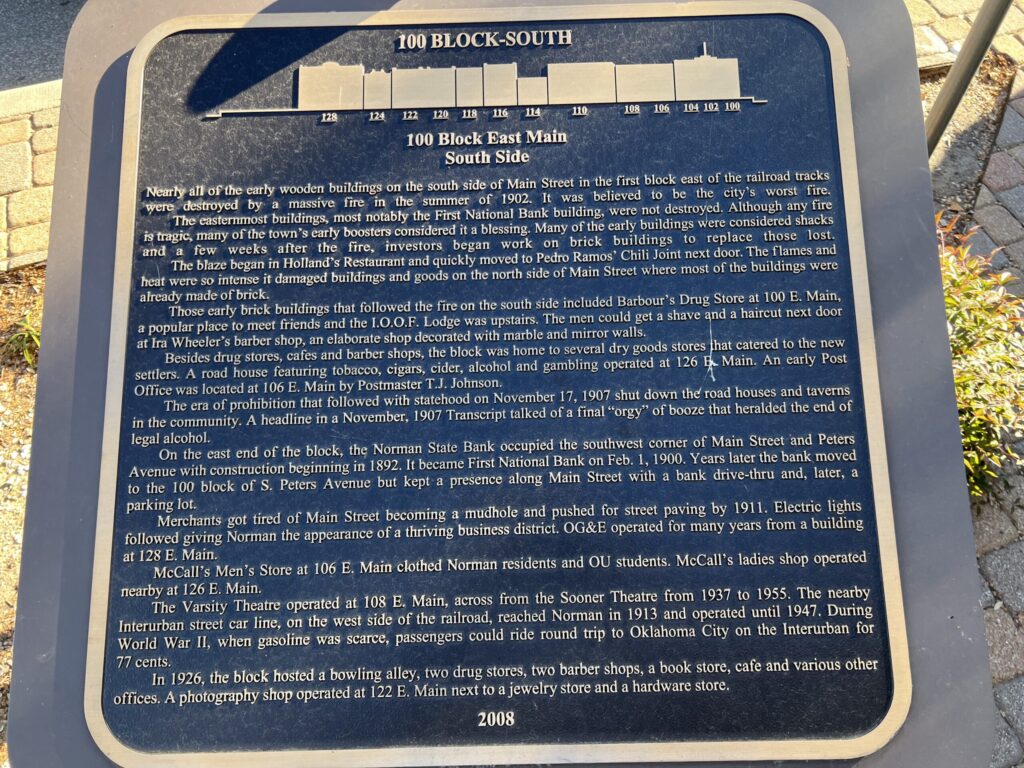 100 BLOCK-SOUTH
128 124 122 120 118 116 114 110 108 106 104 102 100
100 Block East Main
South Side
Nearly all of the early wooden buildings on the south side of Main Street in the first block east of the railroad tracks
were destroyed by a massive fire in the summer of 1902. It was believed to be the city's worst fire.
The easternmost buildings, most notably the First National Bank building, were not destroyed. Although any fire
is tragic, many of the town's early boosters considered it a blessing. Many of the early buildings were considered shacks
and a few weeks after the fire, investors began work on brick buildings to replace those lost.
The blaze began in Holland's Restaurant and quickly moved to Pedro Ramos' Chili Joint next door. The flames and
heat were so intense it damaged buildings and goods on the north side of Main Street where most of the buildings were
already made of brick.
Those early brick buildings that followed the fire on the south side included Barbour's Drug Store at 100 E. Main,
a popular place to meet friends and the I.O.O.F. Lodge was upstairs. The men could get a shave and a haircut next door
at Ira Wheeler's barber shop, an elaborate shop decorated with marble and mirror walls.
Besides drug stores, cafes and barber shops, the block was home to several dry goods stores that catered to the new
settlers. A road house featuring tobacco, cigars, cider, alcohol and gambling operated at 126 E. Main. An early Post
Office was located at 106 E. Main by Postmaster T.J. Johnson.
The era of prohibition that followed with statehood on November 17, 1907 shut down the road houses and taverns
in the community. A headline in a November, 1907 Transcript talked of a final "orgy" of booze that heralded the end of
legal alcohol.
On the east end of the block, the Norman State Bank occupied the southwest corner of Main Street and Peters
Avenue with construction beginning in 1892. It became First National Bank on Feb. 1, 1900. Years later the bank moved
to the 100 block of S. Peters Avenue but kept a presence along Main Street with a bank drive-thru and, later, a
parking lot.
Merchants got tired of Main Street becoming a mudhole and pushed for street paving by 1911. Electric lights
followed giving Norman the appearance of a thriving business district. OG&E operated for many years from a building
at 128 E. Main.
McCall's Men's Store at 106 E. Main clothed Norman residents and OU students. McCall's ladies shop operated
nearby at 126 E. Main.
The Varsity Theatre operated at 108 E. Main, across from the Sooner Theatre from 1937 to 1955. The nearby
Interurban street car line, on the west side of the railroad, reached Norman in 1913 and operated until 1947. During
World War II, when gasoline was scarce, passengers could ride round trip to Oklahoma City on the Interurban for
77 cents.
In 1926, the block hosted a bowling alley, two drug stores, two barber shops, a book store, cafe and various other
offices. A photography shop operated at 122 E. Main next to a jewelry store and a hardware store.
2008